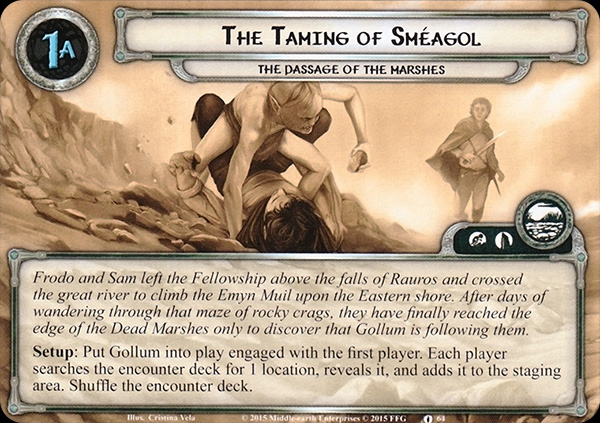 1A
The Taming of Sméagol
The Passage of the Marshes
Frodo and Sam left the Fellowship above the falls of Rauros and crossed
the great river to climb the Emyn Muil upon the Eastern shore. After days of
wandering through that maze of rocky crags, they have finally reached the
edge of the Dead Marshes only to discover that Gollum is following them.
Setup: Put Gollum into play engaged with the first player. Each player
searches the encounter deck for 1 location, reveals it, and adds it to the staging
area. Shuffle the encounter deck.
Illus. Cristina Vela © 2015 Middle-earth Enterprises © 2015 FFG 64